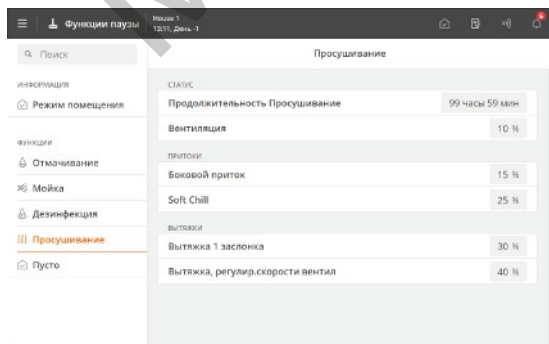 Функции паузы
House 1
13:11, День -1
Поиск
ИНФОРМАЦИЯ
Режим помещения
ФУНКЦИИ
Отмачивание
Мойка
Дезинфекция
Просушивание
Пусто
Просушивание
СТАТУС
Продолжительность Просушивание 99 часы 59 мин
Вентиляция 10 %
ПРИТОКИ
Боковой приток 15 %
Soft Chill 25 %
ВЫТЯЖКИ
Вытяжка 1 заслонка 30 %
Вытяжка, регулир.скорости вентил 40 %